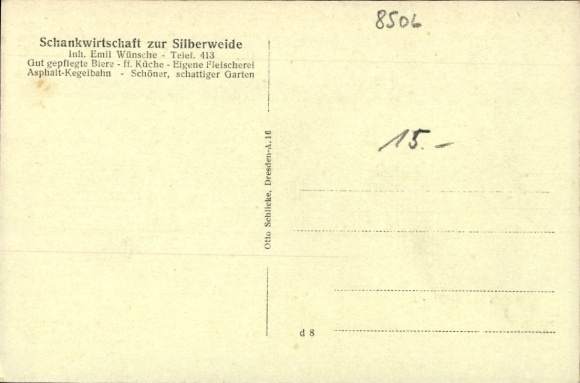 Schankwirtschaft zur Silberweide
Inh. Emil Wünsche - Telef. 413
Gut gepflegte Biere - ff. Küche - Eigene Fleischerei
Asphalt-Kegelbahn - Schöner, schattiger Garten
Otto Schlicke, Dresden-A. 16
8506
15.-
d 8